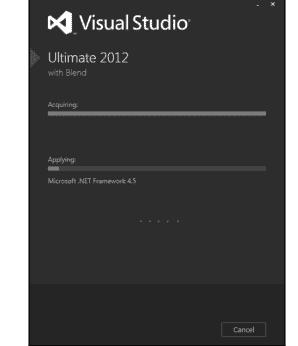 Visual Studio
Ultimate 2012
with Blend
Acquiring:
Applying:
Microsoft .NET Framework 4.5
Cancel